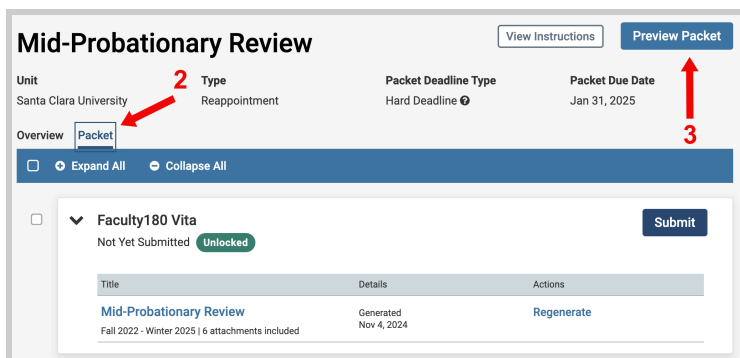 Mid-Probationary Review
View Instructions
Preview Packet
Unit
Santa Clara University
2
Type
Reappointment
Packet Deadline Type
Hard Deadline ?
Packet Due Date
Jan 31, 2025
3
Overview
Packet
Expand All
Collapse All
Faculty180 Vita
Not Yet Submitted Unlocked
Submit
Title Details Actions
Mid-Probationary Review
Fall 2022 - Winter 2025 | 6 attachments included
Generated
Nov 4, 2024
Regenerate